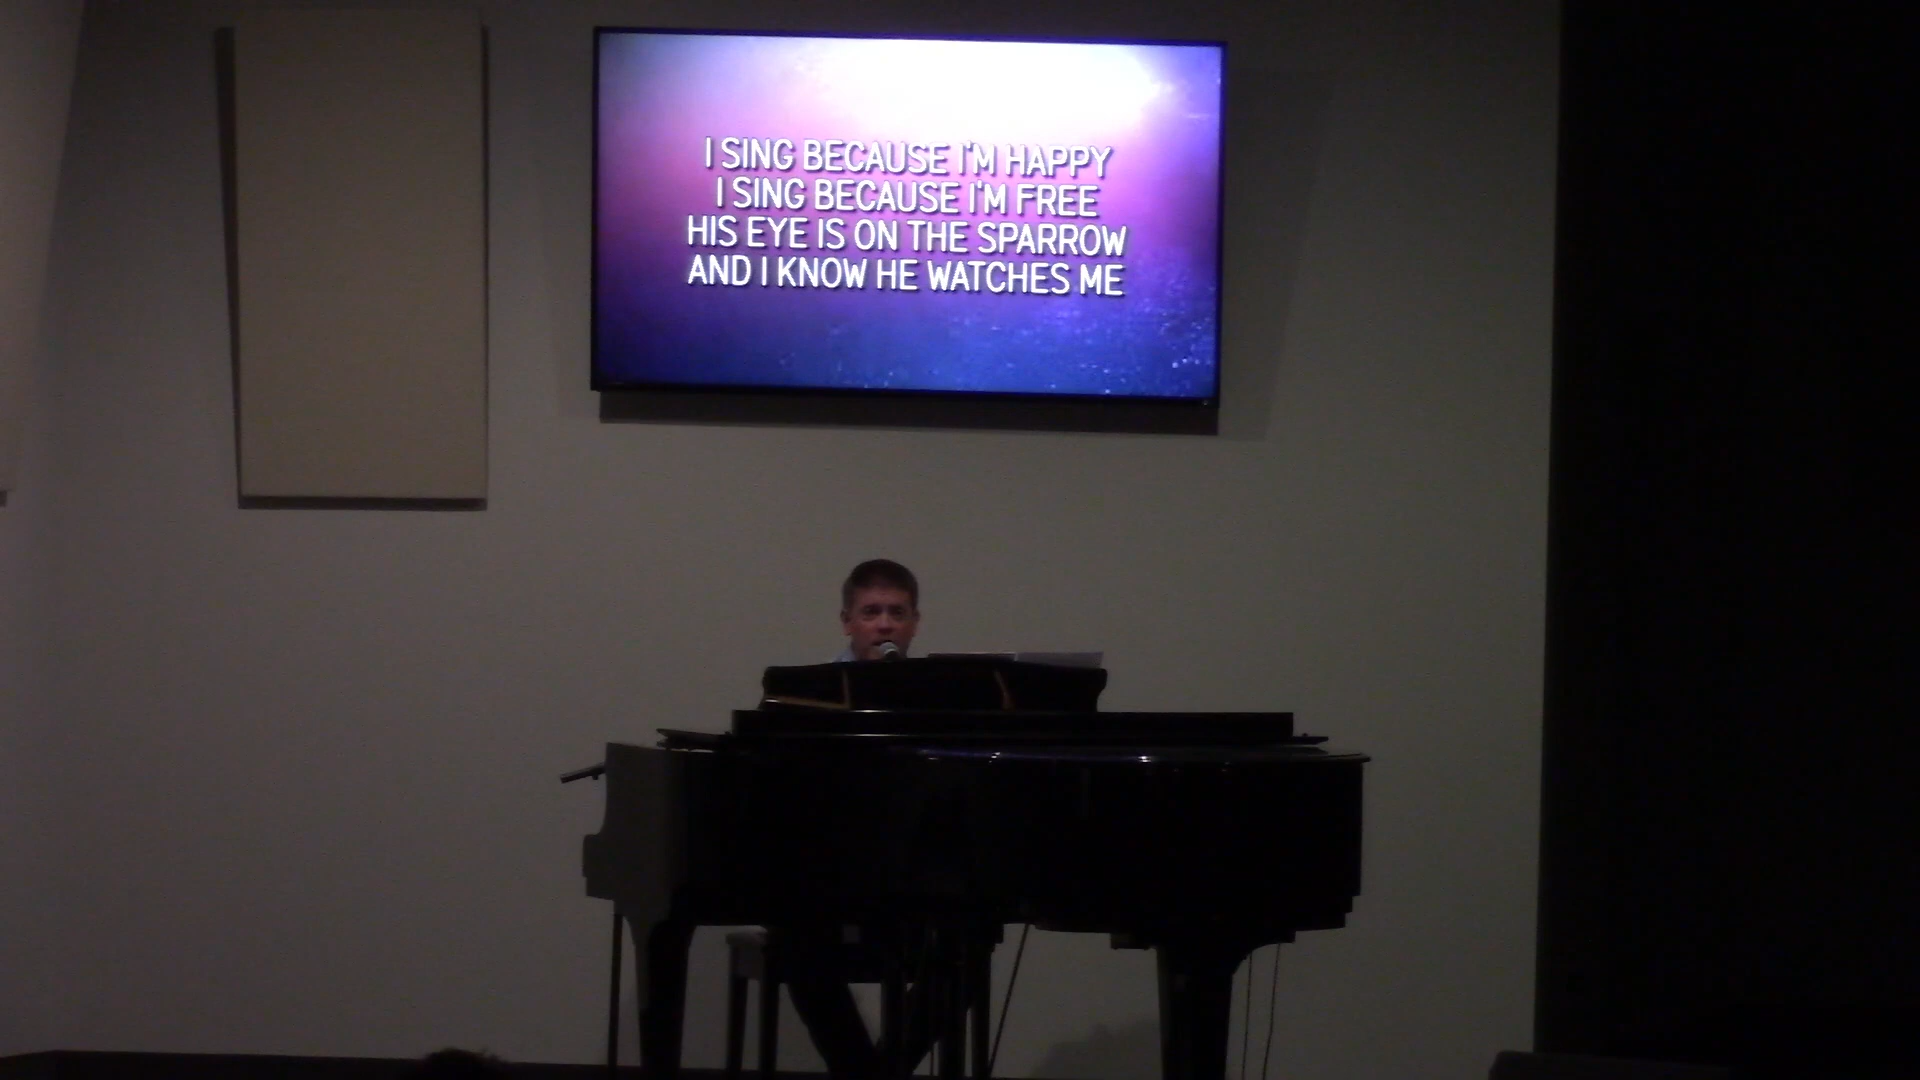 I SING BECAUSE I'M HAPPY
I SING BECAUSE I'M FREE
HIS EYE IS ON THE SPARROW
AND I KNOW HE WATCHES ME